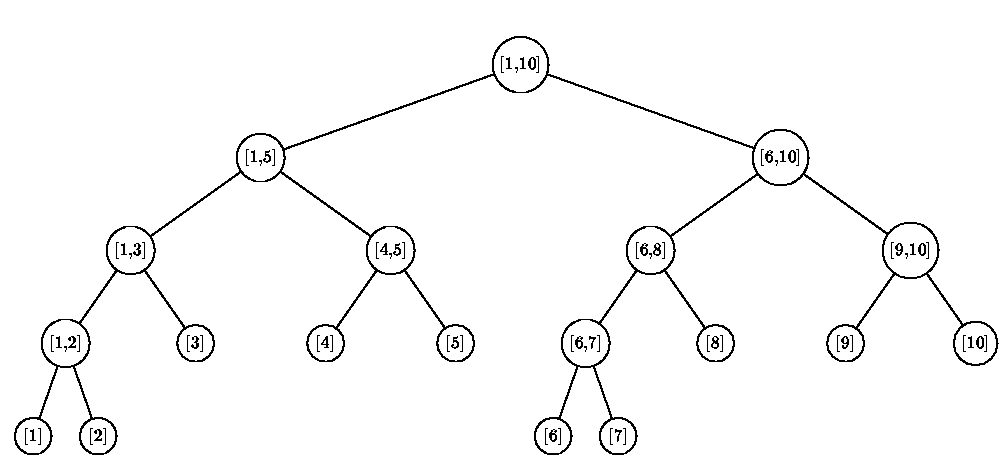 [1,10]
[1,5] [6,10]
[1,3] [4,5] [6,8] [9,10]
[1,2] [3] [4] [5] [6,7] [8] [9] [10]
[1] [2] [6] [7]